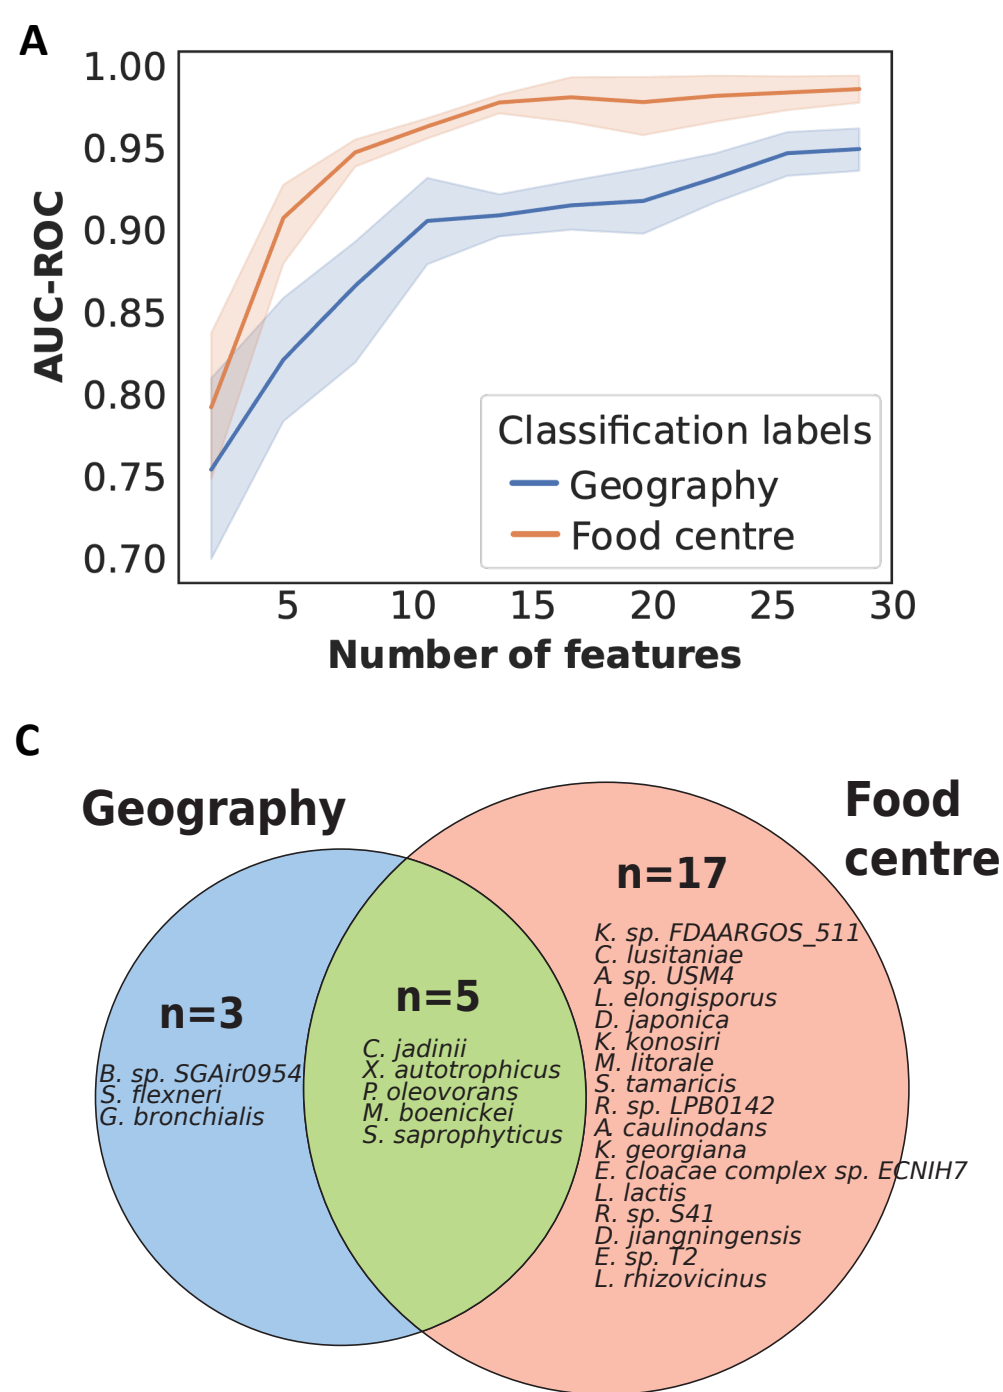 A
1.00
0.95
0.90
0.85
0.80
0.75
0.70
AUC-ROC
Classification labels
Geography
Food centre
5 10 15 20 25 30
Number of features
C
Geography
Food
centre
n=3
B. sp. SGAir0954
S. flexneri
G. bronchialis
n=5
C. jadinii
X. autotrophicus
P. oleovorans
M. boenickei
S. saprophyticus
n=17
K. sp. FDAARGOS_511
C. lusitaniae
A. sp. USM4
L. elongisporus
D. japonica
K. konosiri
M. litorale
S. tamaricis
R. sp. LPB0142
A. caulinodans
K. georgiana
E. cloacae complex sp. ECNIH7
L. lactis
R. sp. S41
D. jiangningensis
E. sp. T2
L. rhizovicinus